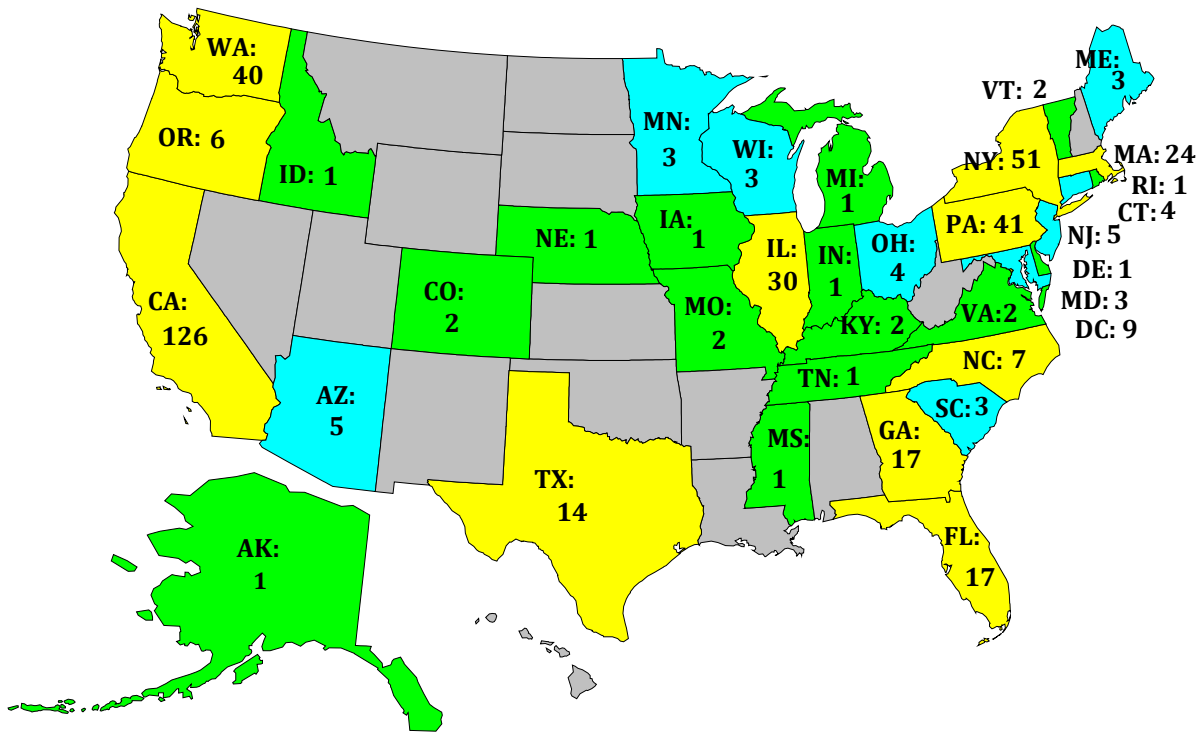 WA:
40
ME:
3
VT: 2
OR: 6
MN:
3
WI:
3
NY: 51
MA: 24
ID: 1
MI:
1
RI: 1
CT: 4
IA:
1
PA: 41
NJ: 5
NE: 1
IL:
30
IN:
1
OH:
4
DE: 1
CA:
126
CO:
2
MO:
2
KY: 2
VA:2
MD: 3
DC: 9
NC: 7
TN: 1
AZ:
5
SC: 3
MS:
1
GA:
17
TX:
14
FL:
17
AK:
1